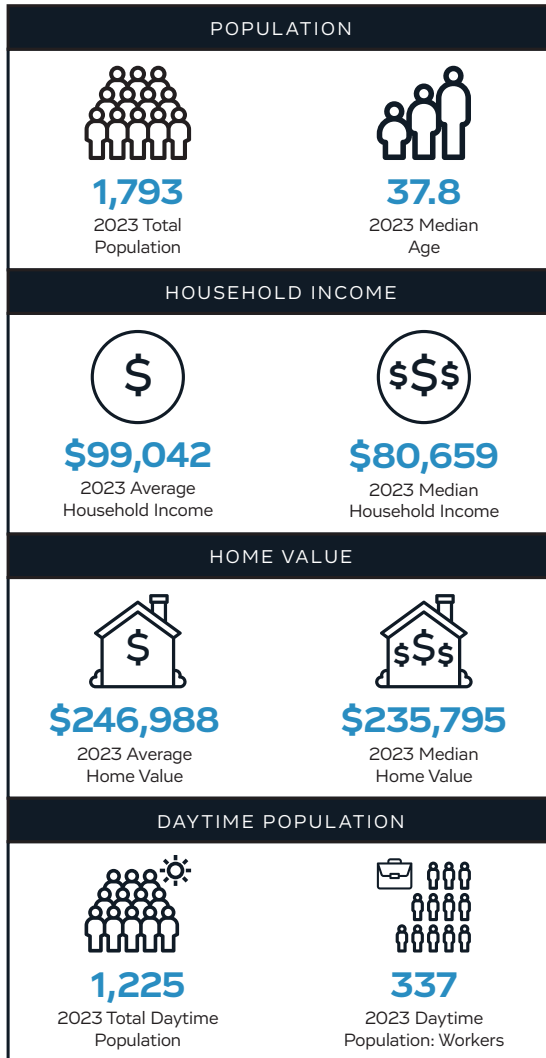 POPULATION
1,793
2023 Total
Population
37.8
2023 Median
Age
HOUSEHOLD INCOME
$
$99,042
2023 Average
Household Income
$$$
$80,659
2023 Median
Household Income
HOME VALUE
$
$246,988
2023 Average
Home Value
$$$
$235,795
2023 Median
Home Value
DAYTIME POPULATION
1,225
2023 Total Daytime
Population
337
2023 Daytime
Population: Workers